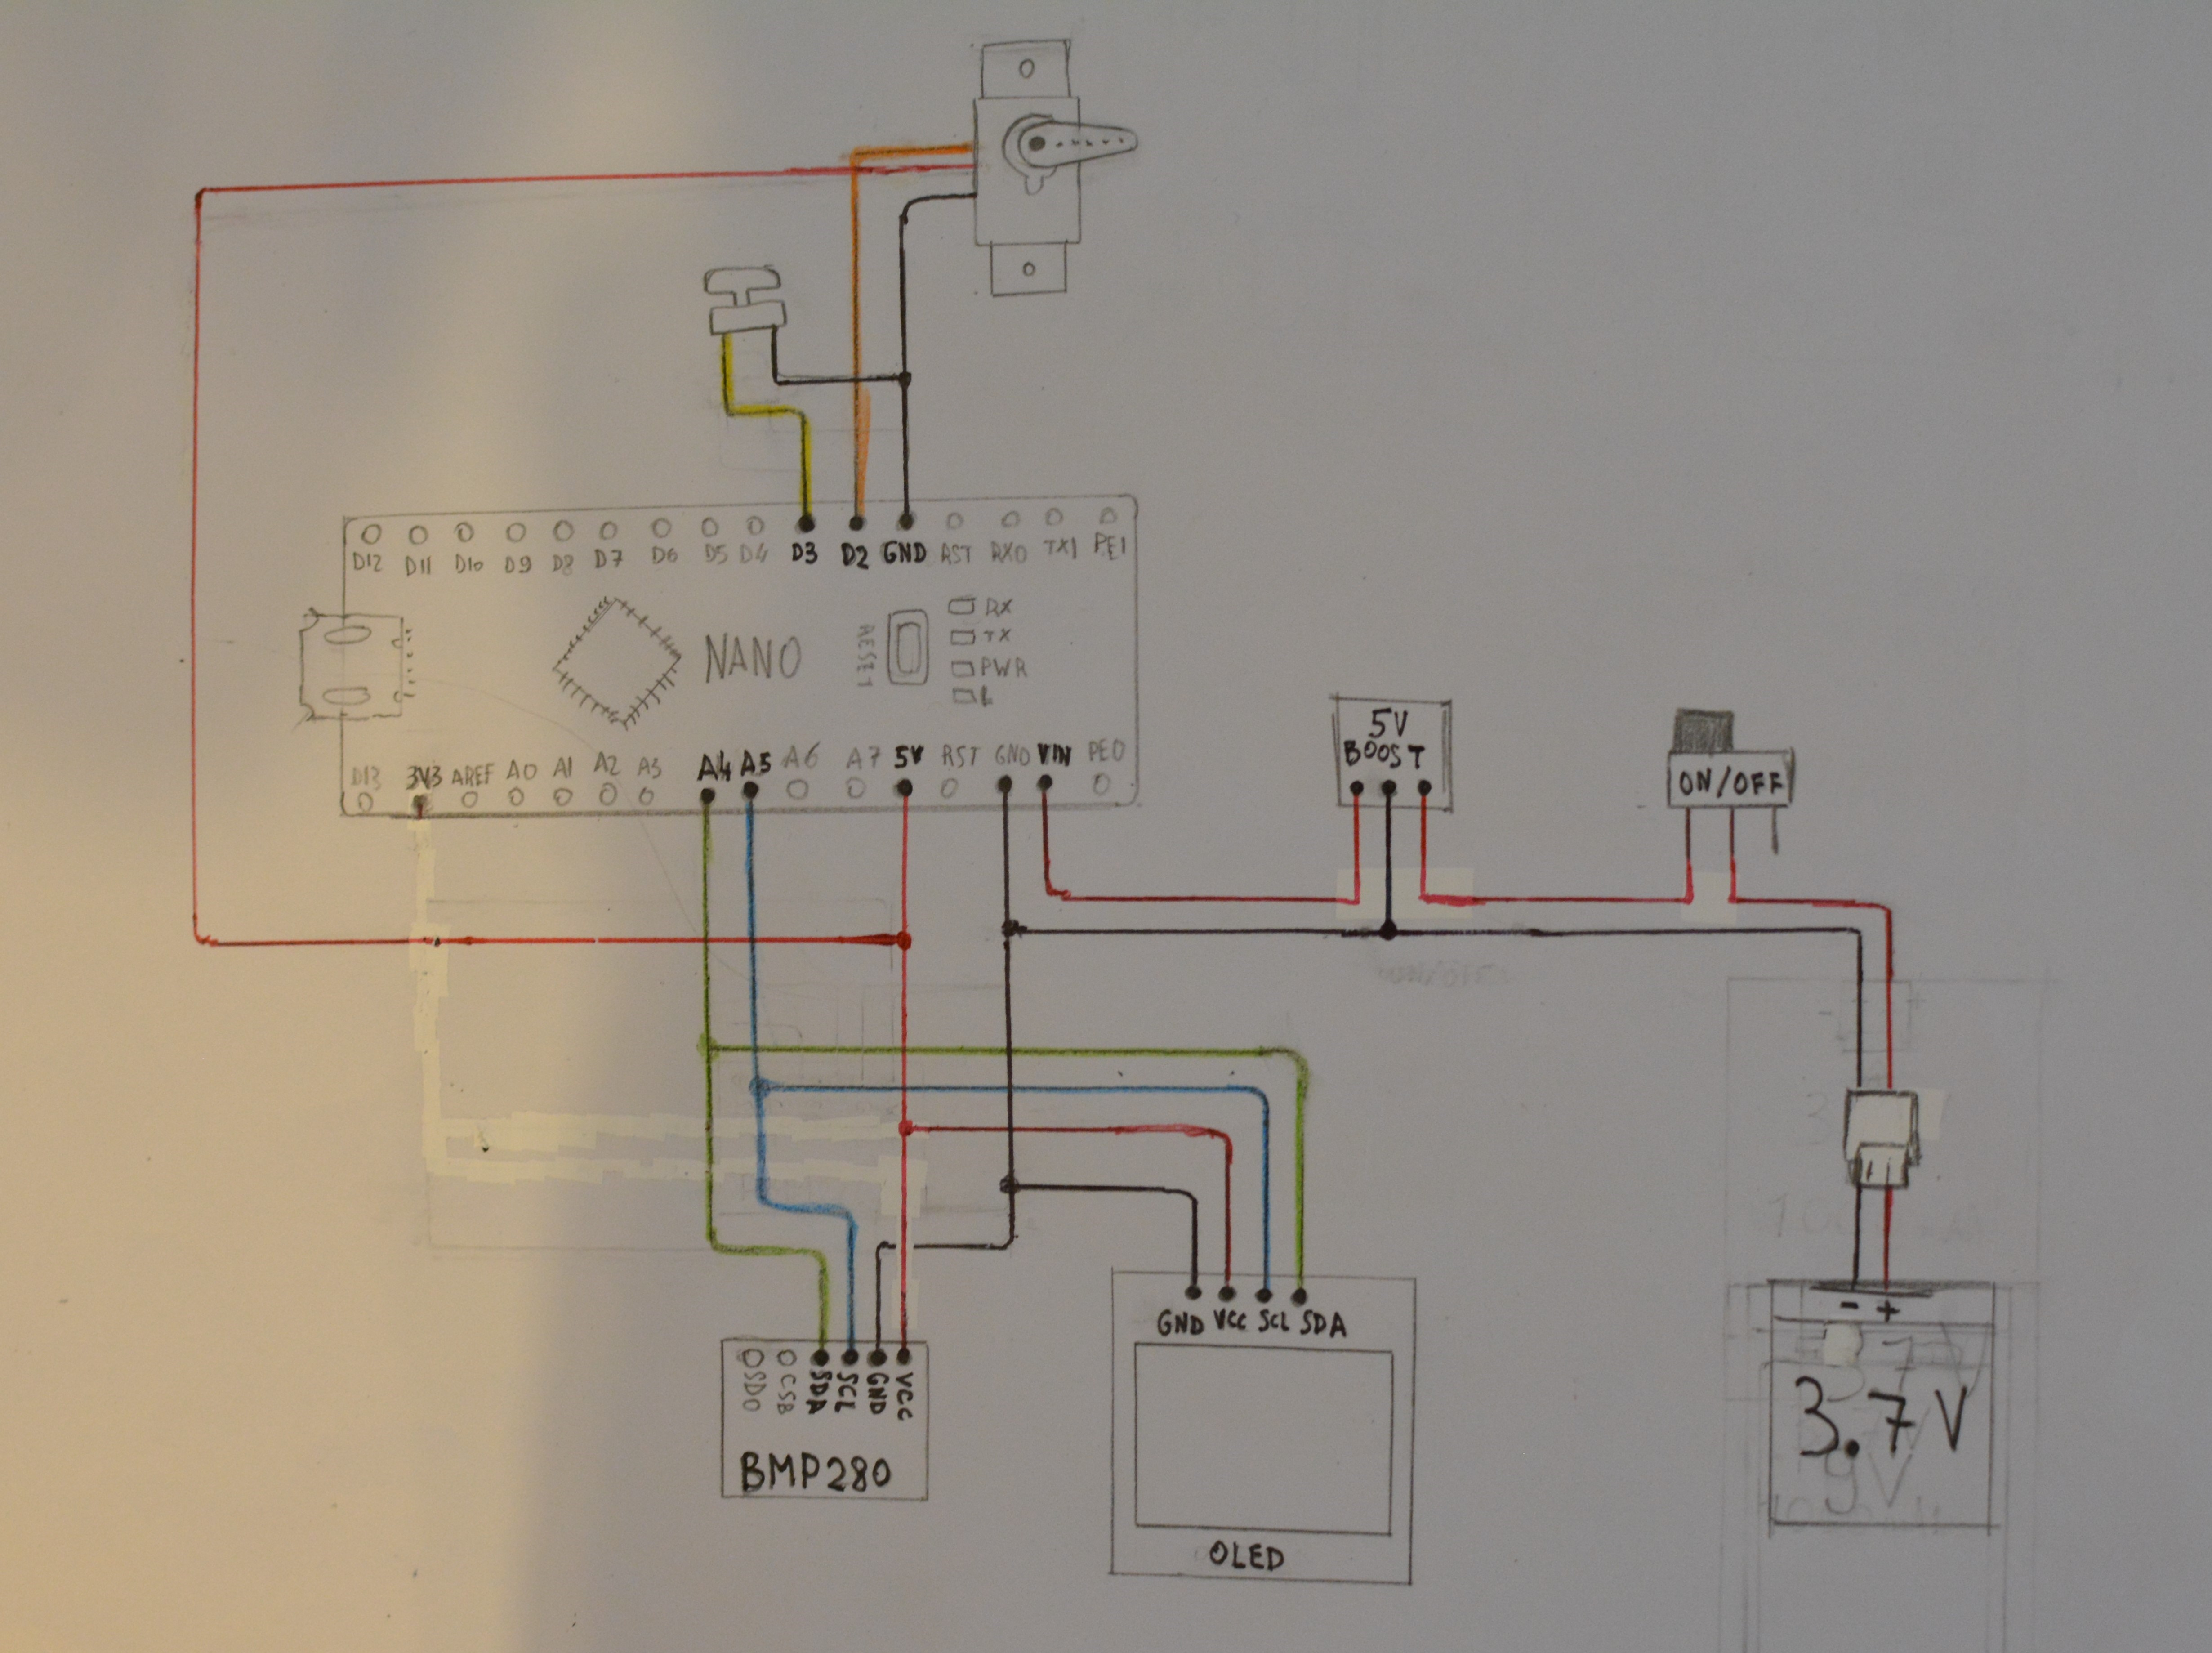 D12 D11 D10 D9 D8 D7 D6 D5 D4 D3 D2 GND RST RX0 TX1 PE1
RX
TX
PWR
L
NANO
RESET
D13 3V3 AREF A0 A1 A2 A3 A4 A5 A6 A7 5V RST GND VIN PE0
5V
BOOST
ON/OFF
GND VCC SCL SDA
OLED
SDO CSB SDA SCL GND VCC
BMP280
- +
3.7V
9V